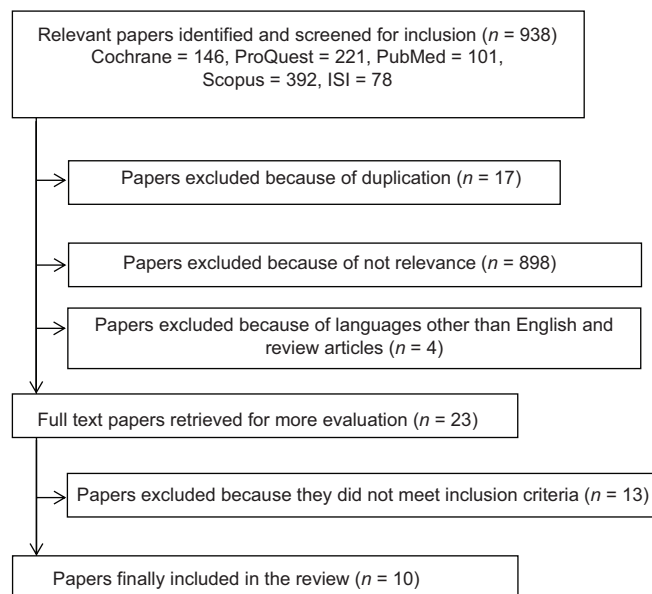 Relevant papers identified and screened for inclusion (n = 938)
Cochrane = 146, ProQuest = 221, PubMed = 101,
Scopus = 392, ISI = 78
Papers excluded because of duplication (n = 17)
Papers excluded because of not relevance (n = 898)
Papers excluded because of languages other than English and
review articles (n = 4)
Full text papers retrieved for more evaluation (n = 23)
Papers excluded because they did not meet inclusion criteria (n = 13)
Papers finally included in the review (n = 10)